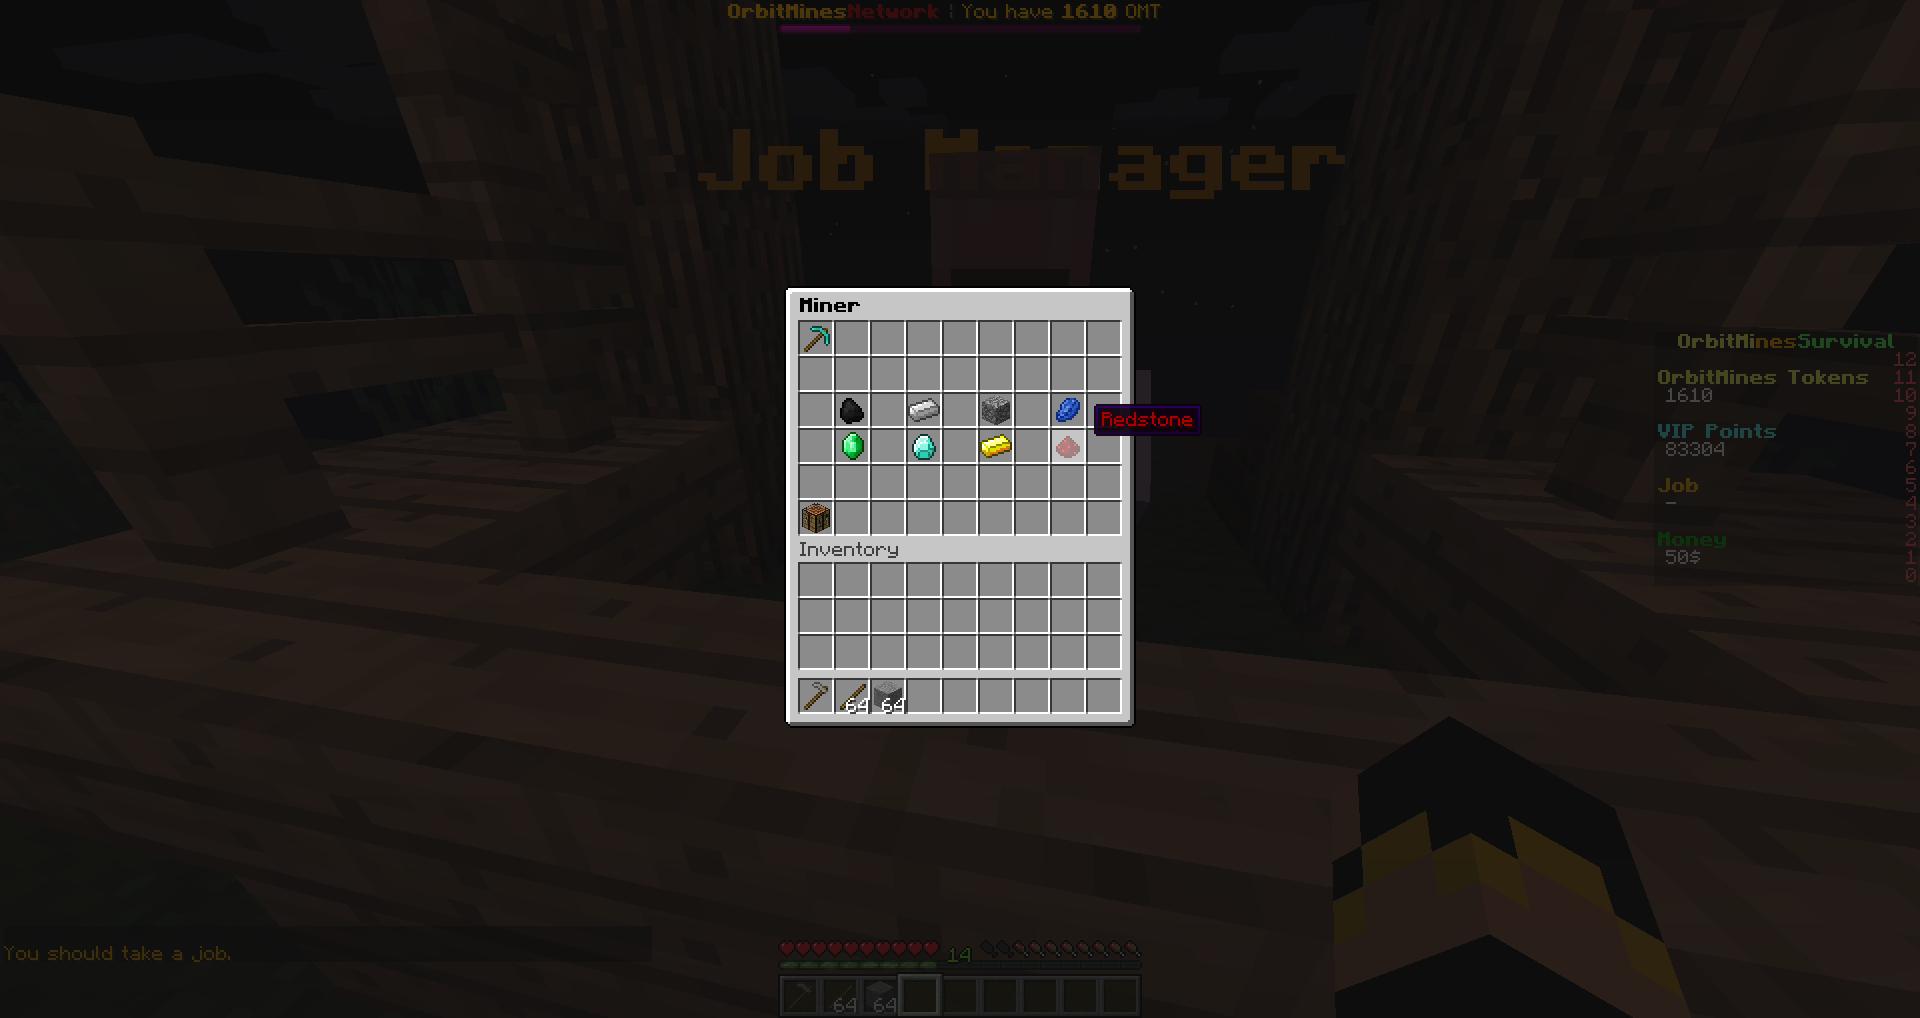 OrbitMinesNetwork | You have 1610 OMT
Job Manager
Miner
Redstone
Inventory
64 64
OrbitMinesSurvival
12
OrbitMines Tokens 11
1610 10
9
VIP Points 8
83304 7
6
Job 5
- 4
3
Money 2
50$ 1
0
You should take a job.
14
64 64